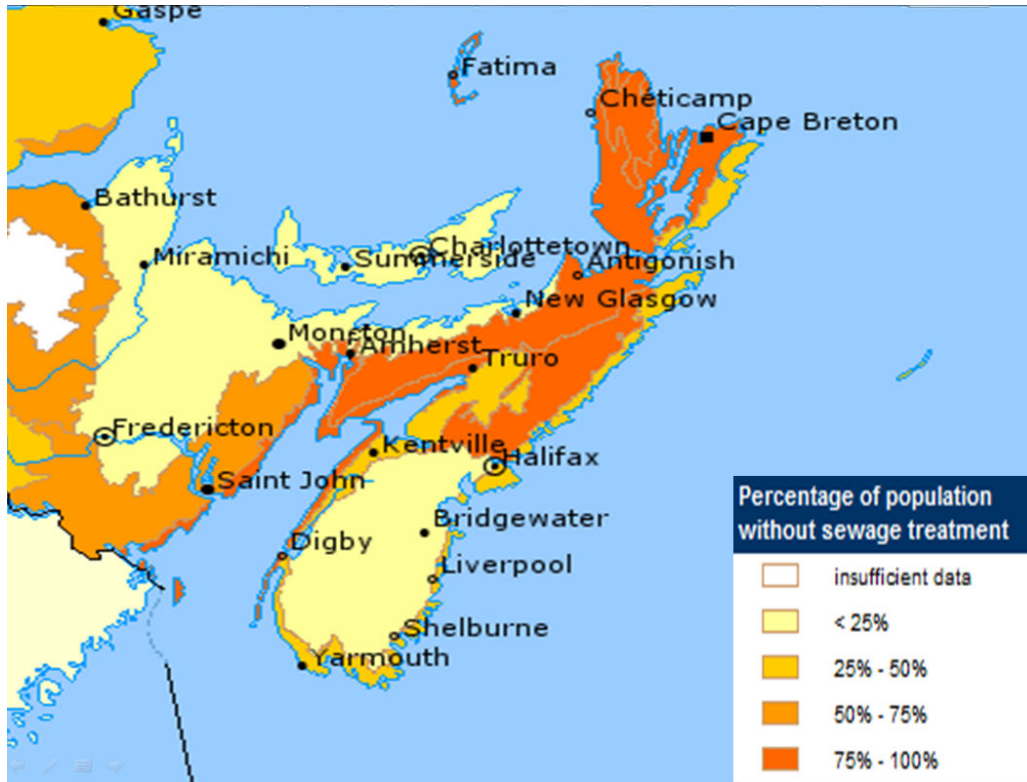 Gaspe
Fatima
Chéticamp
Cape Breton
Bathurst
Miramichi
Charlottetown
Summerside
Antigonish
New Glasgow
Moncton
Amherst
Truro
Fredericton
Kentville
Halifax
Saint John
Bridgewater
Digby
Liverpool
Shelburne
Yarmouth
Percentage of population
without sewage treatment
insufficient data
< 25%
25% - 50%
50% - 75%
75% - 100%